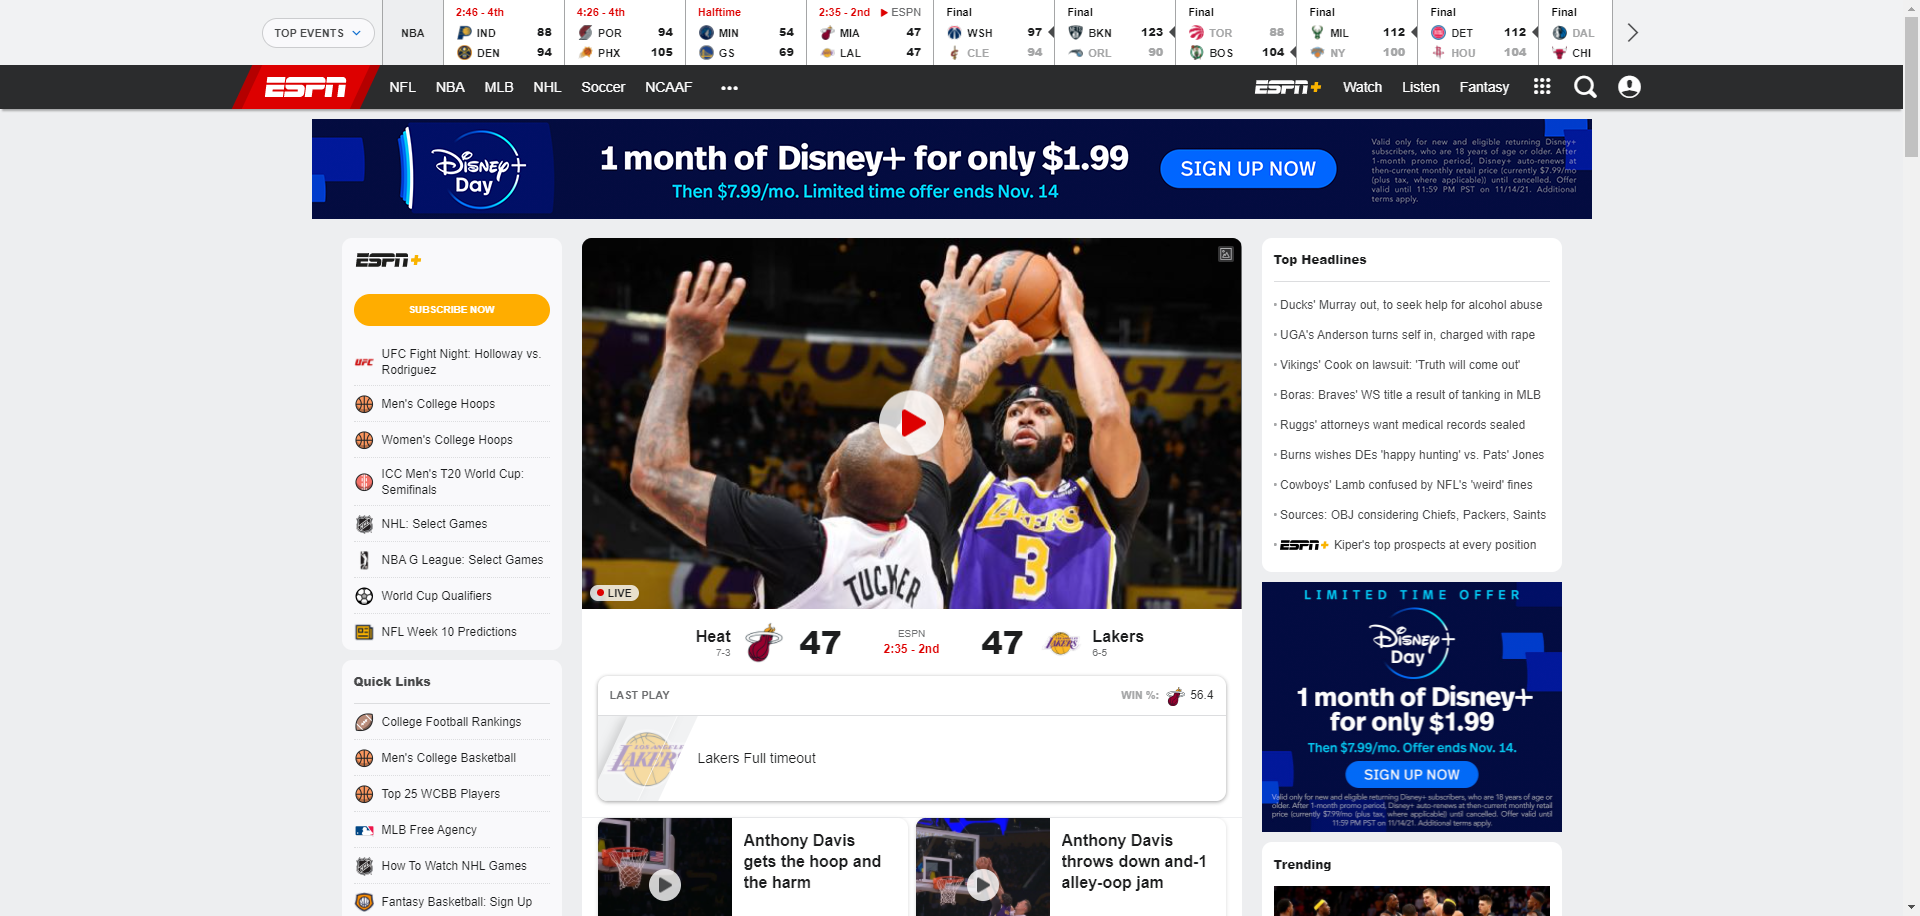 TOP EVENTS
NBA
2:46 - 4th
IND 88
DEN 94
4:26 - 4th
POR 94
PHX 105
Halftime
MIN 54
GS 69
2:35 - 2nd ESPN
MIA 47
LAL 47
Final
WSH 97
CLE 94
Final
BKN 123
ORL 90
Final
TOR 88
BOS 104
Final
MIL 112
NY 100
Final
DET 112
HOU 104
Final
DAL
CHI
ESPN NFL NBA MLB NHL Soccer NCAAF ••• ESPN+ Watch Listen Fantasy
Disney+
Day
1 month of Disney+ for only $1.99
Then $7.99/mo. Limited time offer ends Nov. 14
SIGN UP NOW
Valid only for new and eligible returning Disney+
subscribers, who are 18 years of age or older. After
1-month promo period, Disney+ auto-renews at
then-current monthly retail price (currently $7.99/mo
(plus tax, where applicable)) until cancelled. Offer
valid until 11:59 PM PST on 11/14/21. Additional
terms apply.
ESPN+
SUBSCRIBE NOW
UFC
UFC Fight Night: Holloway vs.
Rodriguez
Men's College Hoops
Women's College Hoops
ICC Men's T20 World Cup:
Semifinals
NHL: Select Games
NBA G League: Select Games
World Cup Qualifiers
NFL Week 10 Predictions
Quick Links
College Football Rankings
Men's College Basketball
Top 25 WCBB Players
MLB Free Agency
How To Watch NHL Games
Fantasy Basketball: Sign Up
LOS ANGE
LAKERS
3
TUCKER
LIVE
Heat
7-3
47
ESPN
2:35 - 2nd
47
LAKERS
Lakers
6-5
LAST PLAY
WIN %: 56.4
LOS ANGELES
LAKERS
Lakers Full timeout
Anthony Davis
gets the hoop and
the harm
Anthony Davis
throws down and-1
alley-oop jam
Top Headlines
Ducks' Murray out, to seek help for alcohol abuse
UGA's Anderson turns self in, charged with rape
Vikings' Cook on lawsuit: 'Truth will come out'
Boras: Braves' WS title a result of tanking in MLB
Ruggs' attorneys want medical records sealed
Burns wishes DEs 'happy hunting' vs. Pats' Jones
Cowboys' Lamb confused by NFL's 'weird' fines
Sources: OBJ considering Chiefs, Packers, Saints
ESPN+ Kiper's top prospects at every position
LIMITED TIME OFFER
Disney+
Day
1 month of Disney+
for only $1.99
Then $7.99/mo. Offer ends Nov. 14.
SIGN UP NOW
Valid only for new and eligible returning Disney+ subscribers, who are 18 years of age or
older. After 1-month promo period, Disney+ auto-renews at then-current monthly retail
price (currently $7.99/mo (plus tax, where applicable)) until cancelled. Offer valid until
11:59 PM PST on 11/14/21. Additional terms apply.
Trending